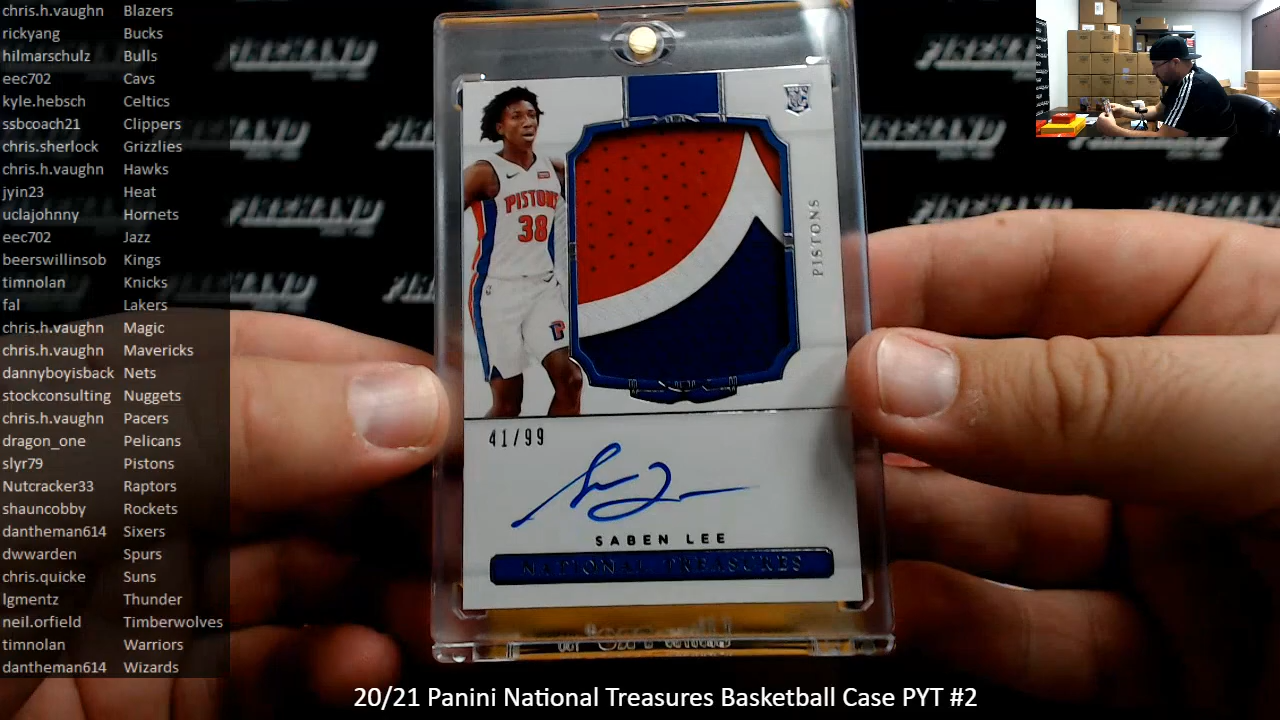 chris.h.vaughn Blazers
rickyang Bucks
hilmarschulz Bulls
eec702 Cavs
kyle.hebsch Celtics
ssbcoach21 Clippers
chris.sherlock Grizzlies
chris.h.vaughn Hawks
jyin23 Heat
uclajohnny Hornets
eec702 Jazz
beerswillinsob Kings
timnolan Knicks
fal Lakers
chris.h.vaughn Magic
chris.h.vaughn Mavericks
dannyboyisback Nets
stockconsulting Nuggets
chris.h.vaughn Pacers
dragon_one Pelicans
slyr79 Pistons
Nutcracker33 Raptors
shauncobby Rockets
dantheman614 Sixers
dwwarden Spurs
chris.quicke Suns
lgmentz Thunder
neil.orfield Timberwolves
timnolan Warriors
dantheman614 Wizards
FIREHAND
FIREHAND
FIREHAND
FIREHAND
RC
PISTONS
38
PISTONS
41/99
SABEN LEE
NATIONAL TREASURES
20/21 Panini National Treasures Basketball Case PYT #2